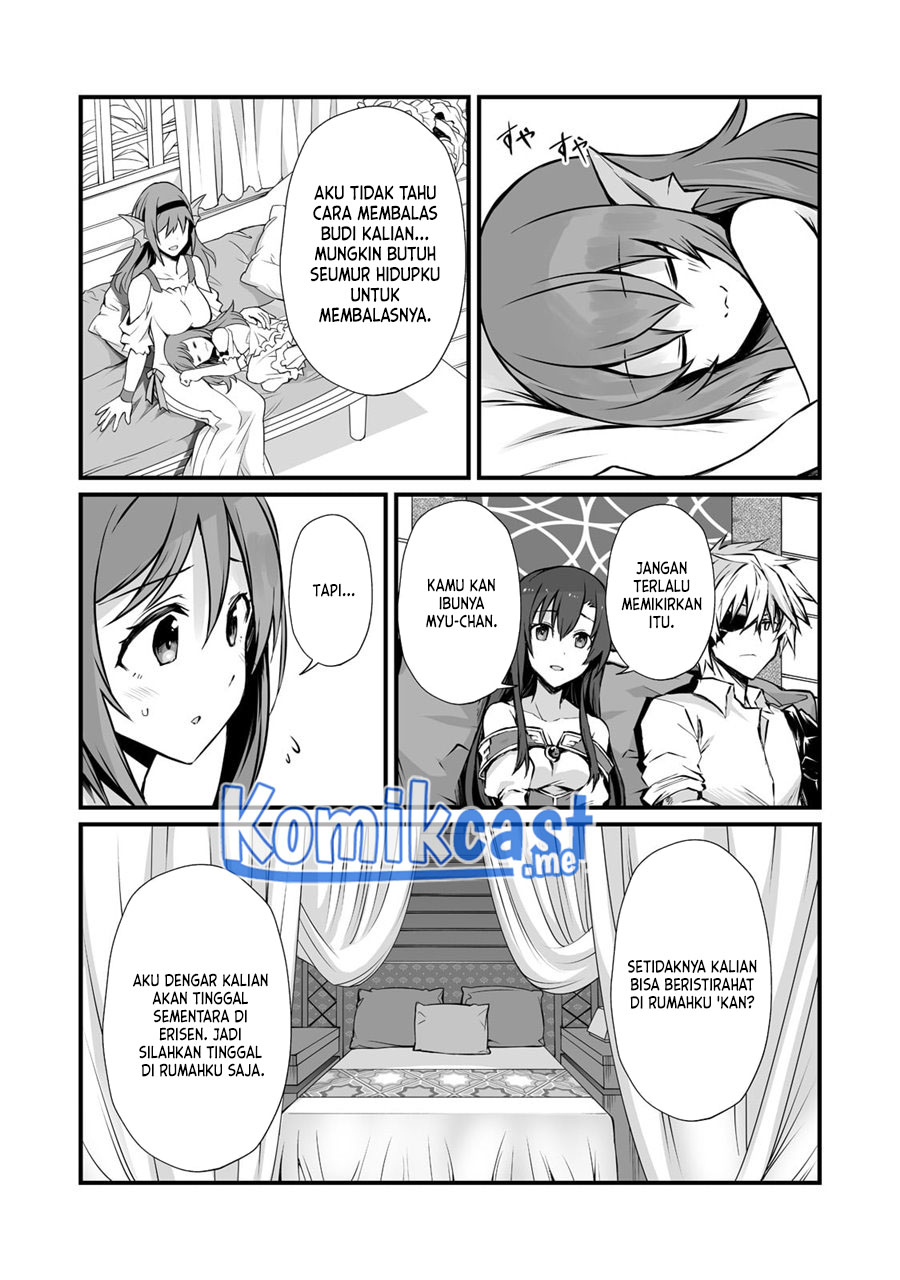 すや
すや
AKU TIDAK TAHU
CARA MEMBALAS
BUDI KALIAN...
MUNGKIN BUTUH
SEUMUR HIDUPKU
UNTUK
MEMBALASNYA.
JANGAN
TERLALU
MEMIKIRKAN
ITU.
KAMU KAN
IBUNYA
MYU-CHAN.
TAPI...
SETIDAKNYA KALIAN
BISA BERISTIRAHAT
DI RUMAHKU 'KAN?
AKU DENGAR KALIAN
AKAN TINGGAL
SEMENTARA DI
ERISEN. JADI
SILAHKAN TINGGAL
DI RUMAHKU SAJA.
Komikcast
.me